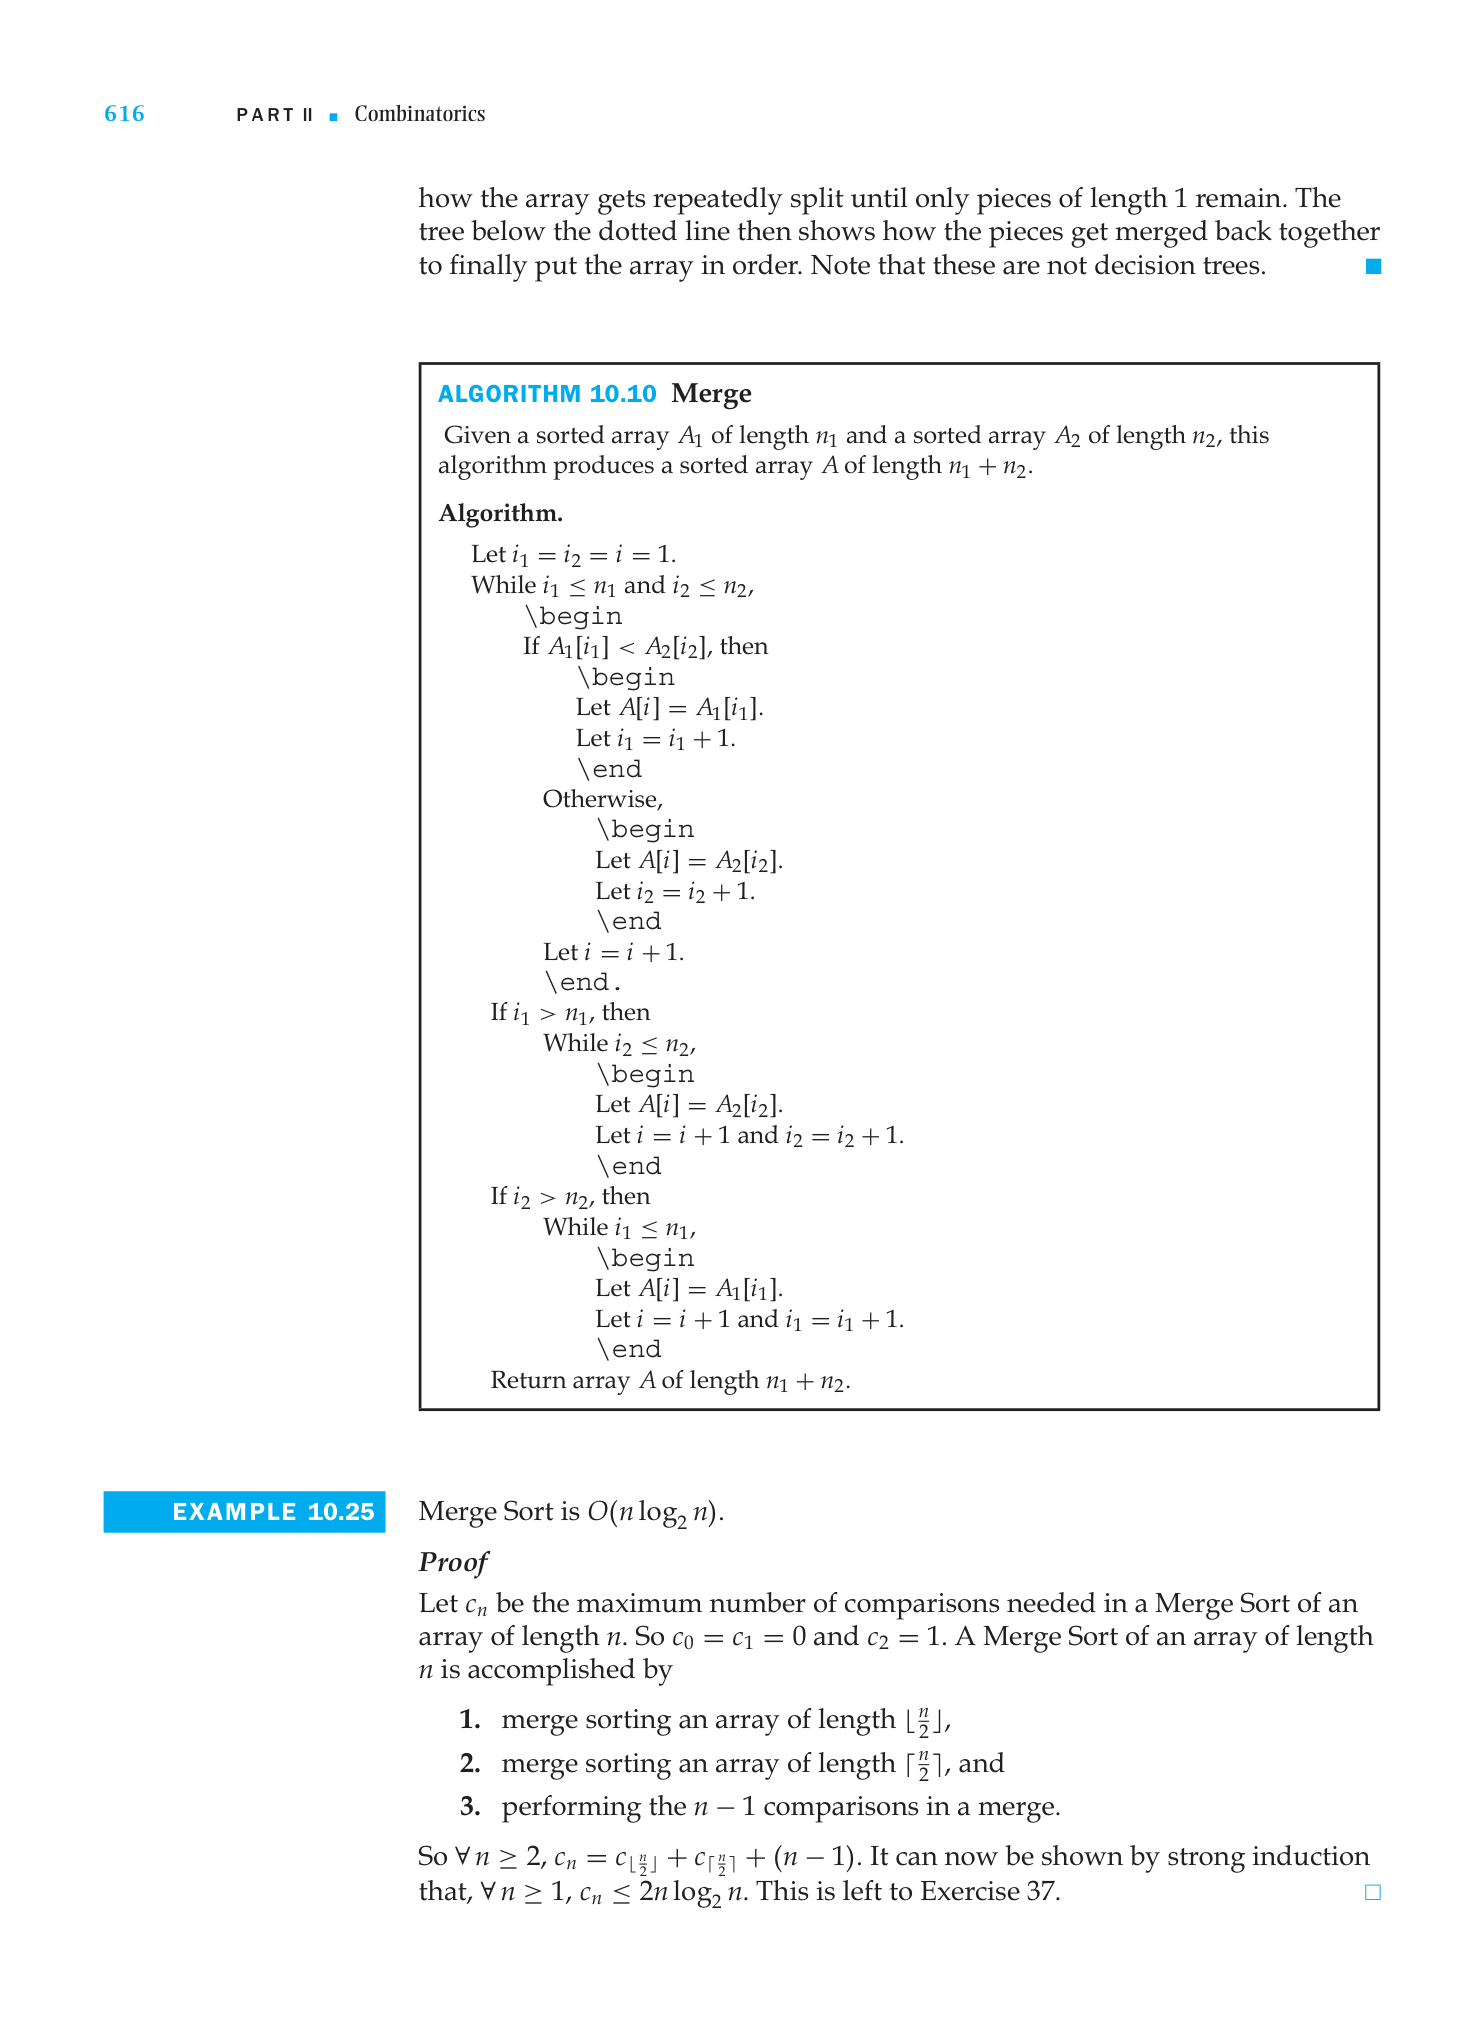 616 PART II ■ Combinatorics
how the array gets repeatedly split until only pieces of length 1 remain. The
tree below the dotted line then shows how the pieces get merged back together
to finally put the array in order. Note that these are not decision trees. ■
ALGORITHM 10.10 Merge
Given a sorted array A₁ of length n₁ and a sorted array A₂ of length n₂, this
algorithm produces a sorted array A of length n₁ + n₂.
Algorithm.
Let i₁ = i₂ = i = 1.
While i₁ ≤ n₁ and i₂ ≤ n₂,
\begin
If A₁[i₁] < A₂[i₂], then
\begin
Let A[i] = A₁[i₁].
Let i₁ = i₁ + 1.
\end
Otherwise,
\begin
Let A[i] = A₂[i₂].
Let i₂ = i₂ + 1.
\end
Let i = i + 1.
\end.
If i₁ > n₁, then
While i₂ ≤ n₂,
\begin
Let A[i] = A₂[i₂].
Let i = i + 1 and i₂ = i₂ + 1.
\end
If i₂ > n₂, then
While i₁ ≤ n₁,
\begin
Let A[i] = A₁[i₁].
Let i = i + 1 and i₁ = i₁ + 1.
\end
Return array A of length n₁ + n₂.
EXAMPLE 10.25 Merge Sort is O(n log₂ n).
Proof
Let cₙ be the maximum number of comparisons needed in a Merge Sort of an
array of length n. So c₀ = c₁ = 0 and c₂ = 1. A Merge Sort of an array of length
n is accomplished by
1. merge sorting an array of length ⌊n/2⌋,
2. merge sorting an array of length ⌈n/2⌉, and
3. performing the n − 1 comparisons in a merge.
So ∀ n ≥ 2, cₙ = c_⌊n/2⌋ + c_⌈n/2⌉ + (n − 1). It can now be shown by strong induction
that, ∀ n ≥ 1, cₙ ≤ 2n log₂ n. This is left to Exercise 37. □